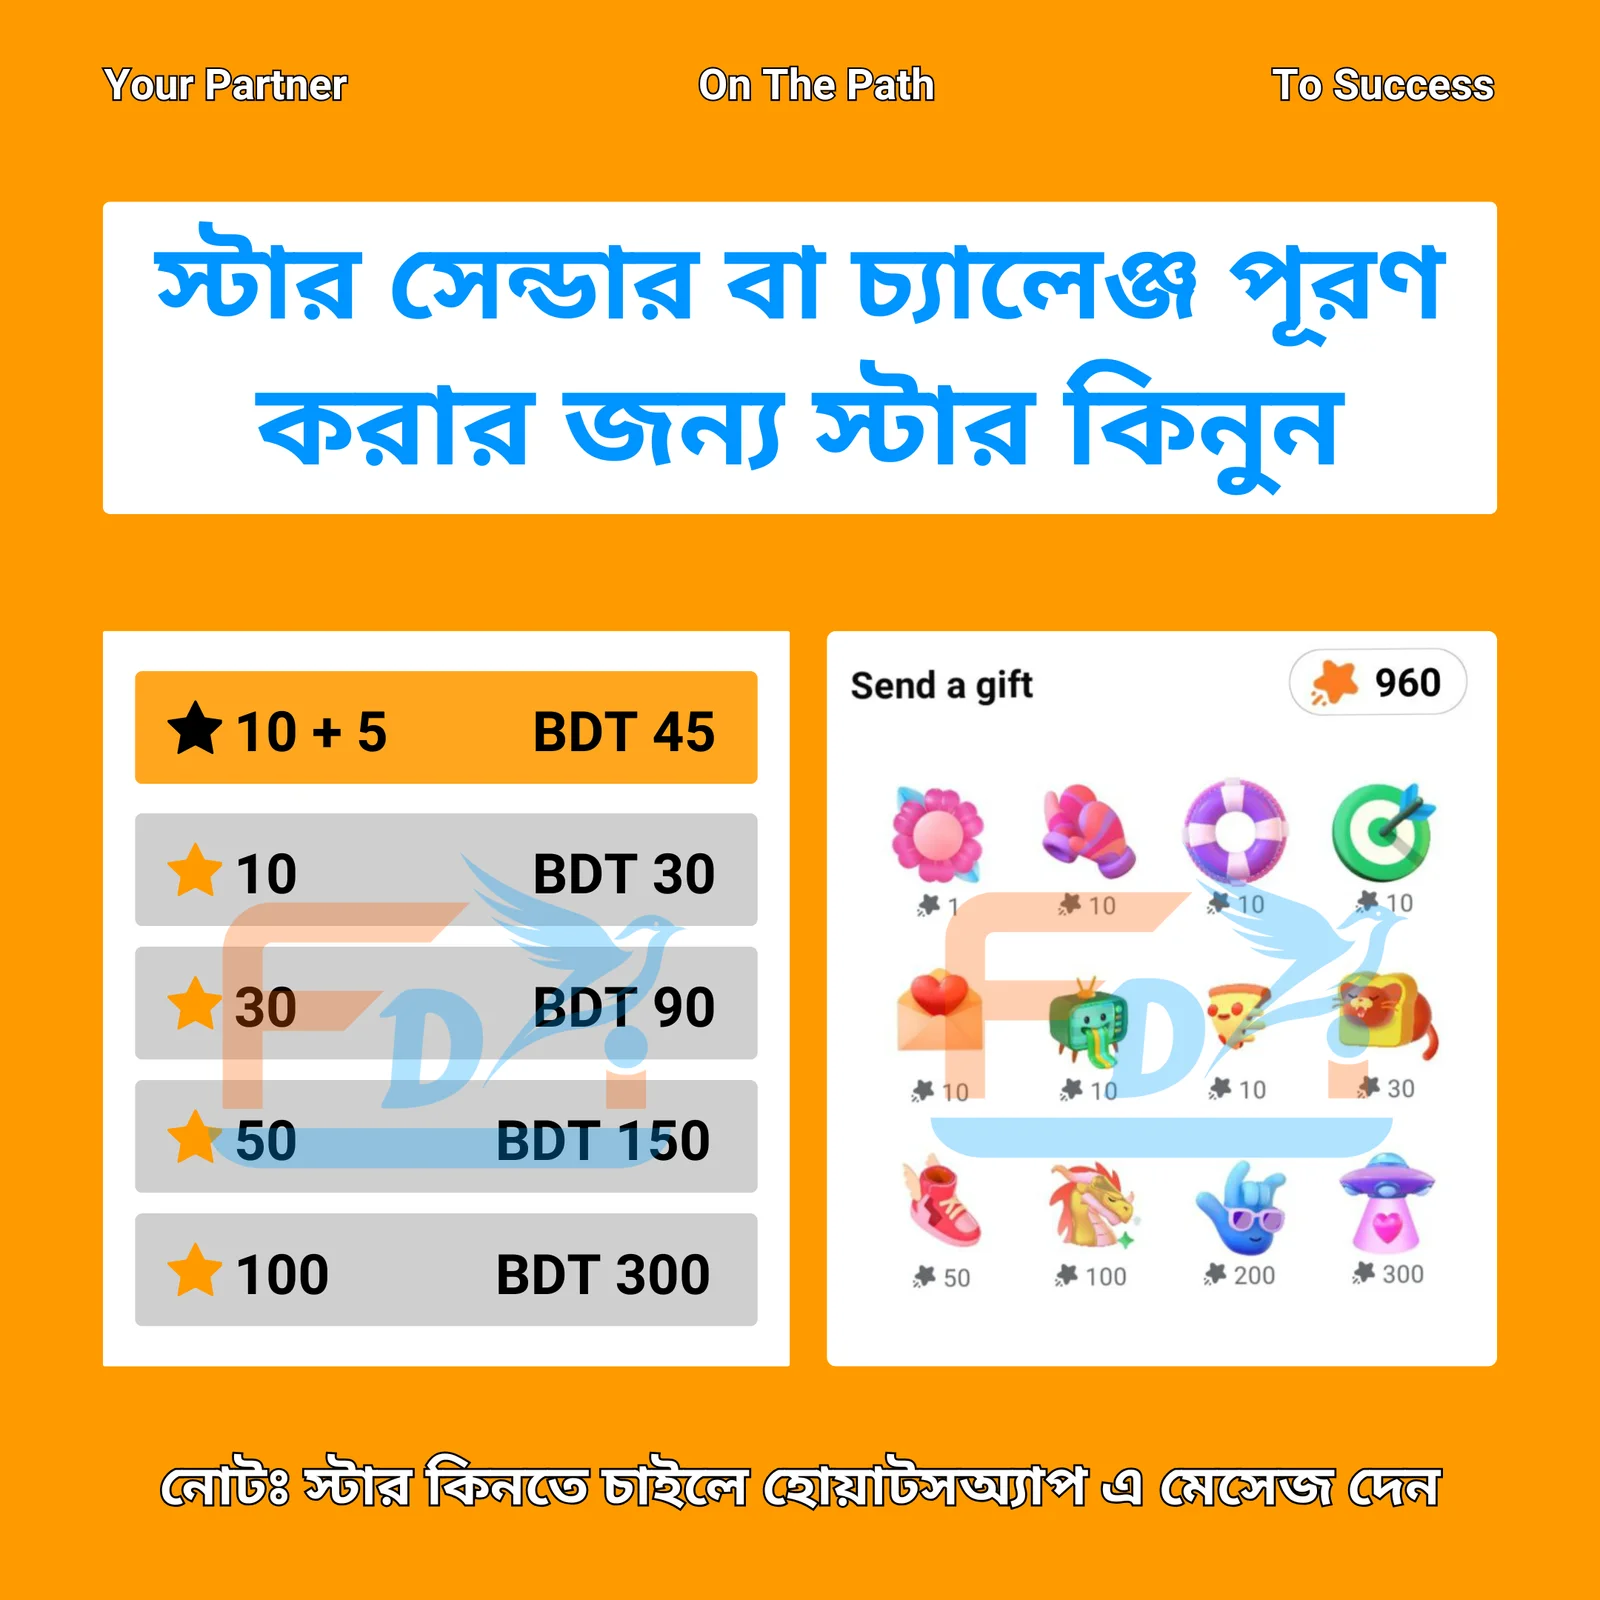 Your Partner On The Path To Success
স্টার সেন্ডার বা চ্যালেঞ্জ পূরণ
করার জন্য স্টার কিনুন
10 + 5 BDT 45
10 BDT 30
30 BDT 90
50 BDT 150
100 BDT 300
Send a gift 960
1 10 10 10
10 10 10 30
50 100 200 300
FDi
FDi
নোটঃ স্টার কিনতে চাইলে হোয়াটসঅ্যাপ এ মেসেজ দেন